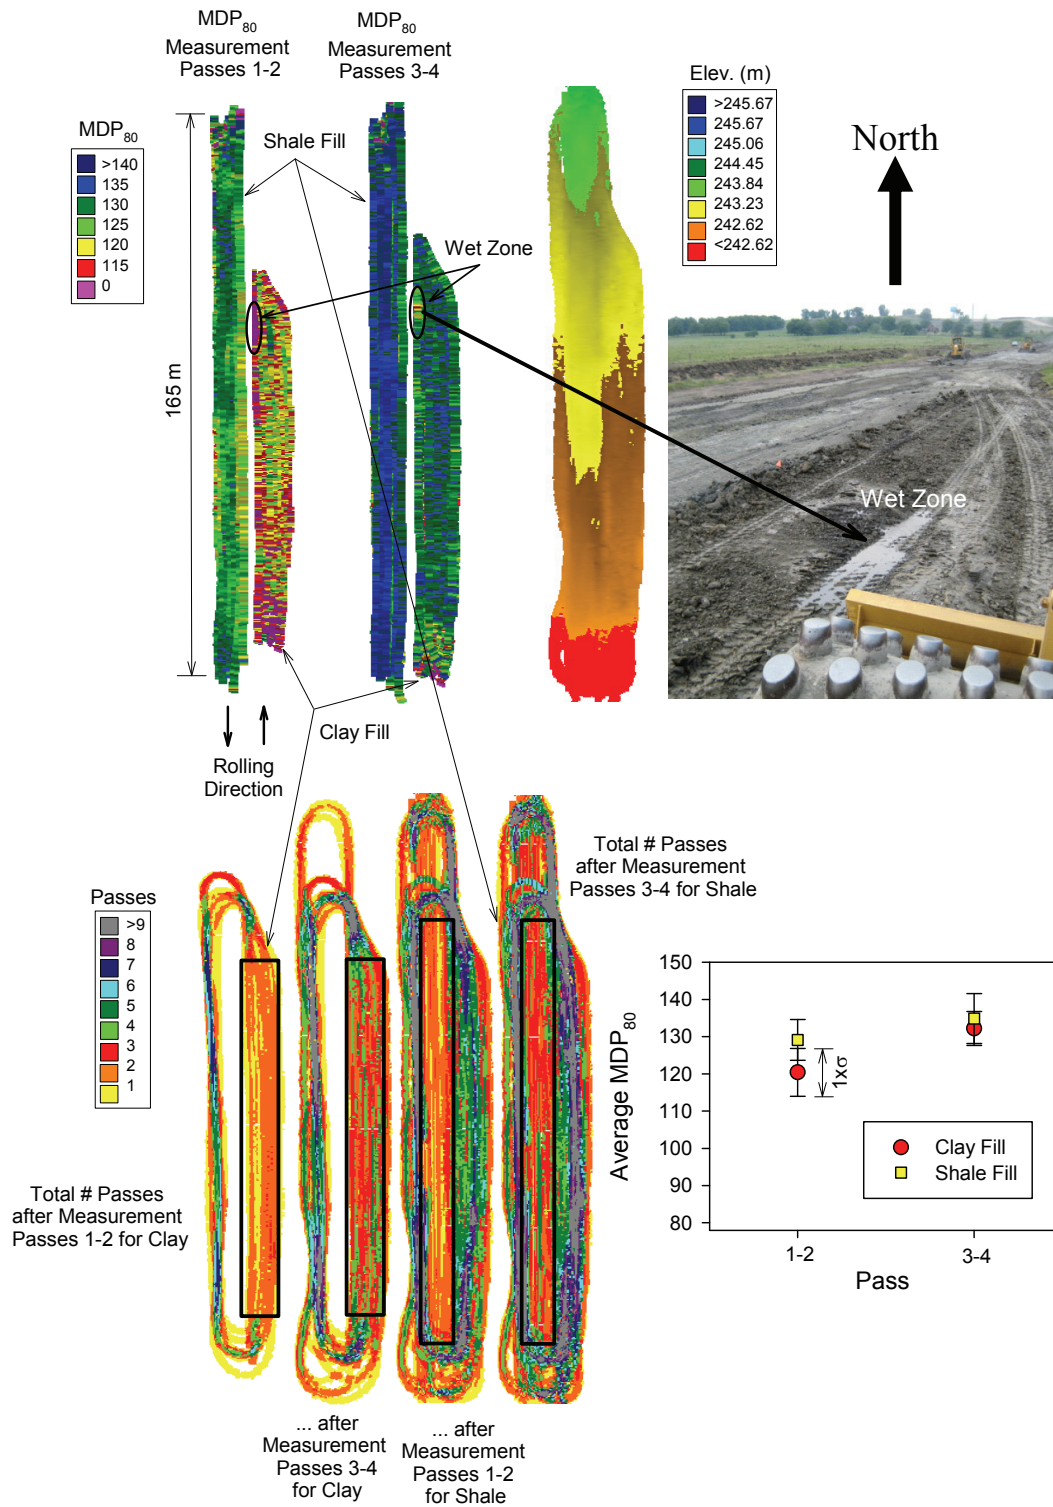 MDP80
Measurement
Passes 1-2
MDP80
Measurement
Passes 3-4
MDP80
>140
135
130
125
120
115
0
165 m
Shale Fill
Wet Zone
Clay Fill
Rolling
Direction
Elev. (m)
>245.67
245.67
245.06
244.45
243.84
243.23
242.62
<242.62
North
Wet Zone
Passes
>9
8
7
6
5
4
3
2
1
Total # Passes
after Measurement
Passes 1-2 for Clay
... after
Measurement
Passes 3-4
for Clay
... after
Measurement
Passes 1-2
for Shale
Total # Passes
after Measurement
Passes 3-4 for Shale
Average MDP80
150
140
130
120
110
100
90
80
1xσ
Clay Fill
Shale Fill
1-2
3-4
Pass